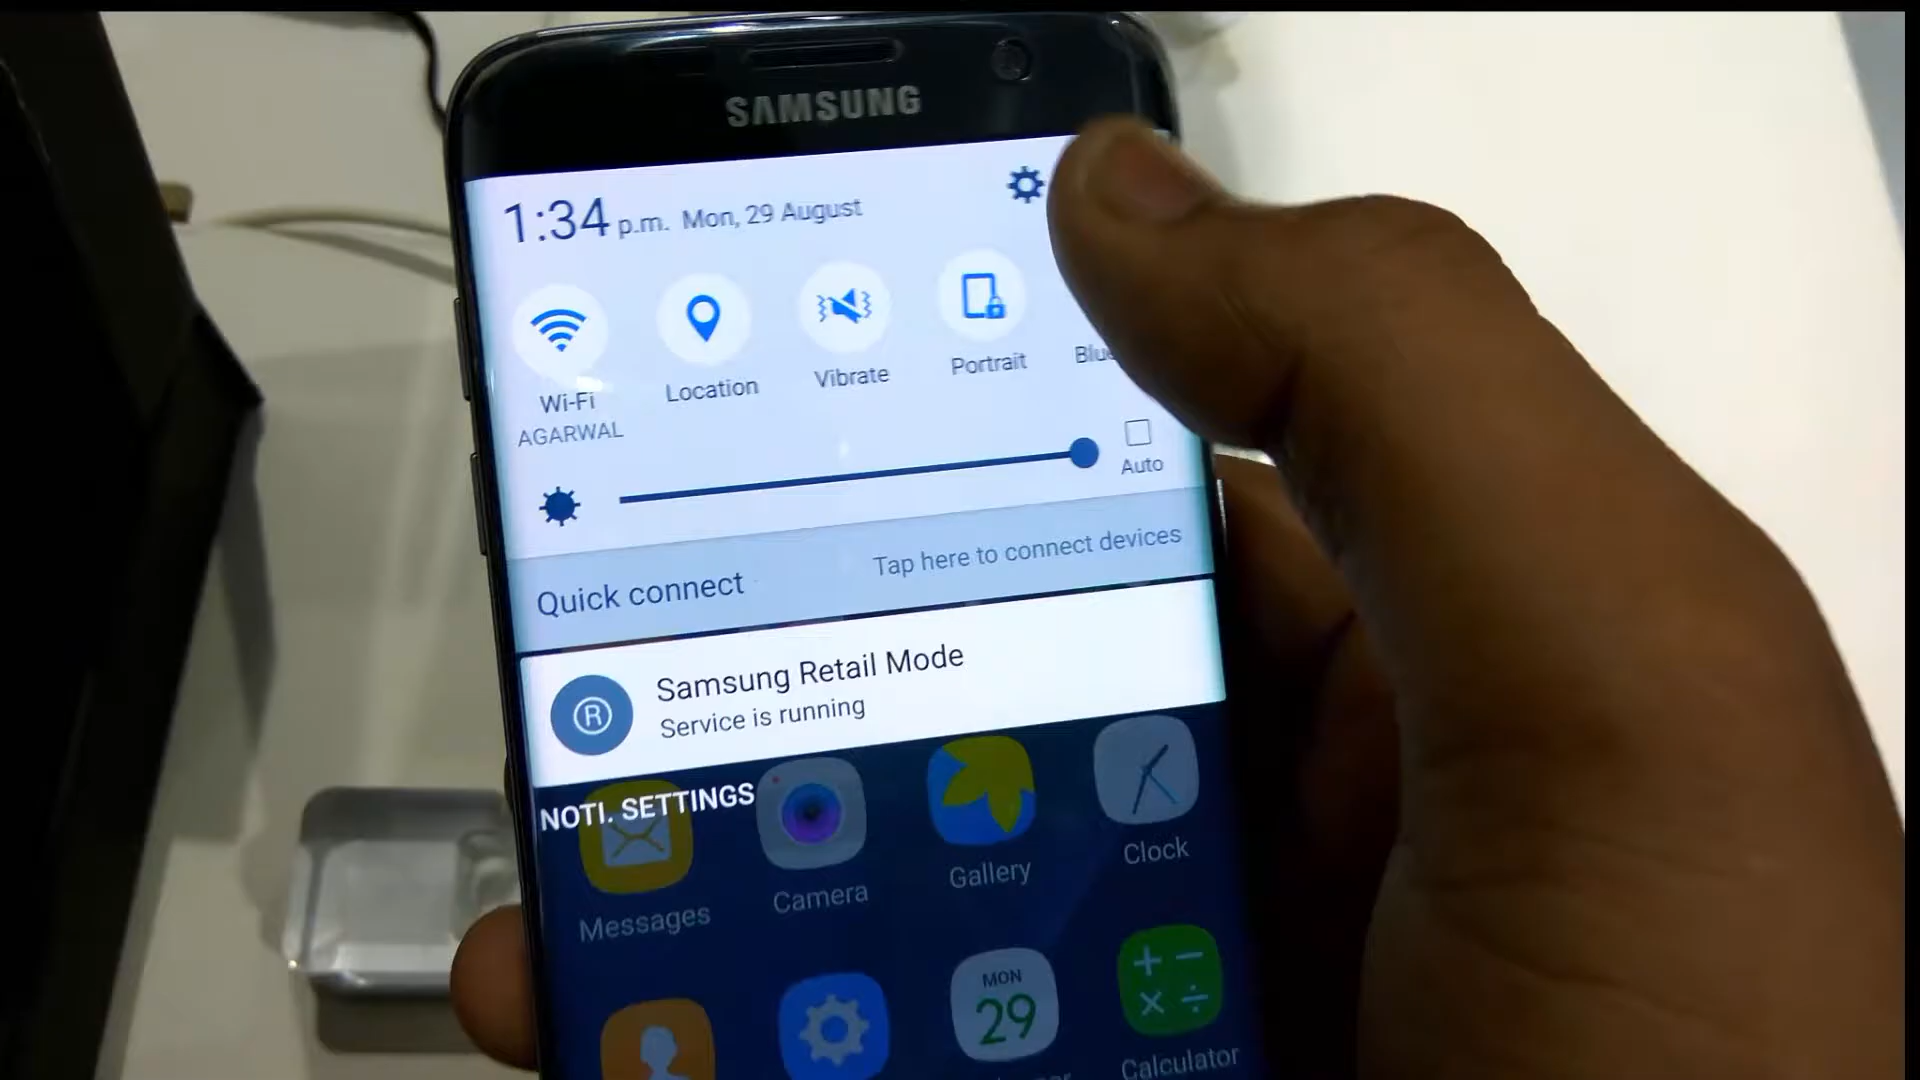 SAMSUNG
1:34 p.m. Mon, 29 August
Wi-Fi
AGARWAL
Location
Vibrate
Portrait
Auto
Quick connect
Tap here to connect devices
Samsung Retail Mode
Service is running
NOTI. SETTINGS
Messages
Camera
Gallery
Clock
MON
29
Calculator